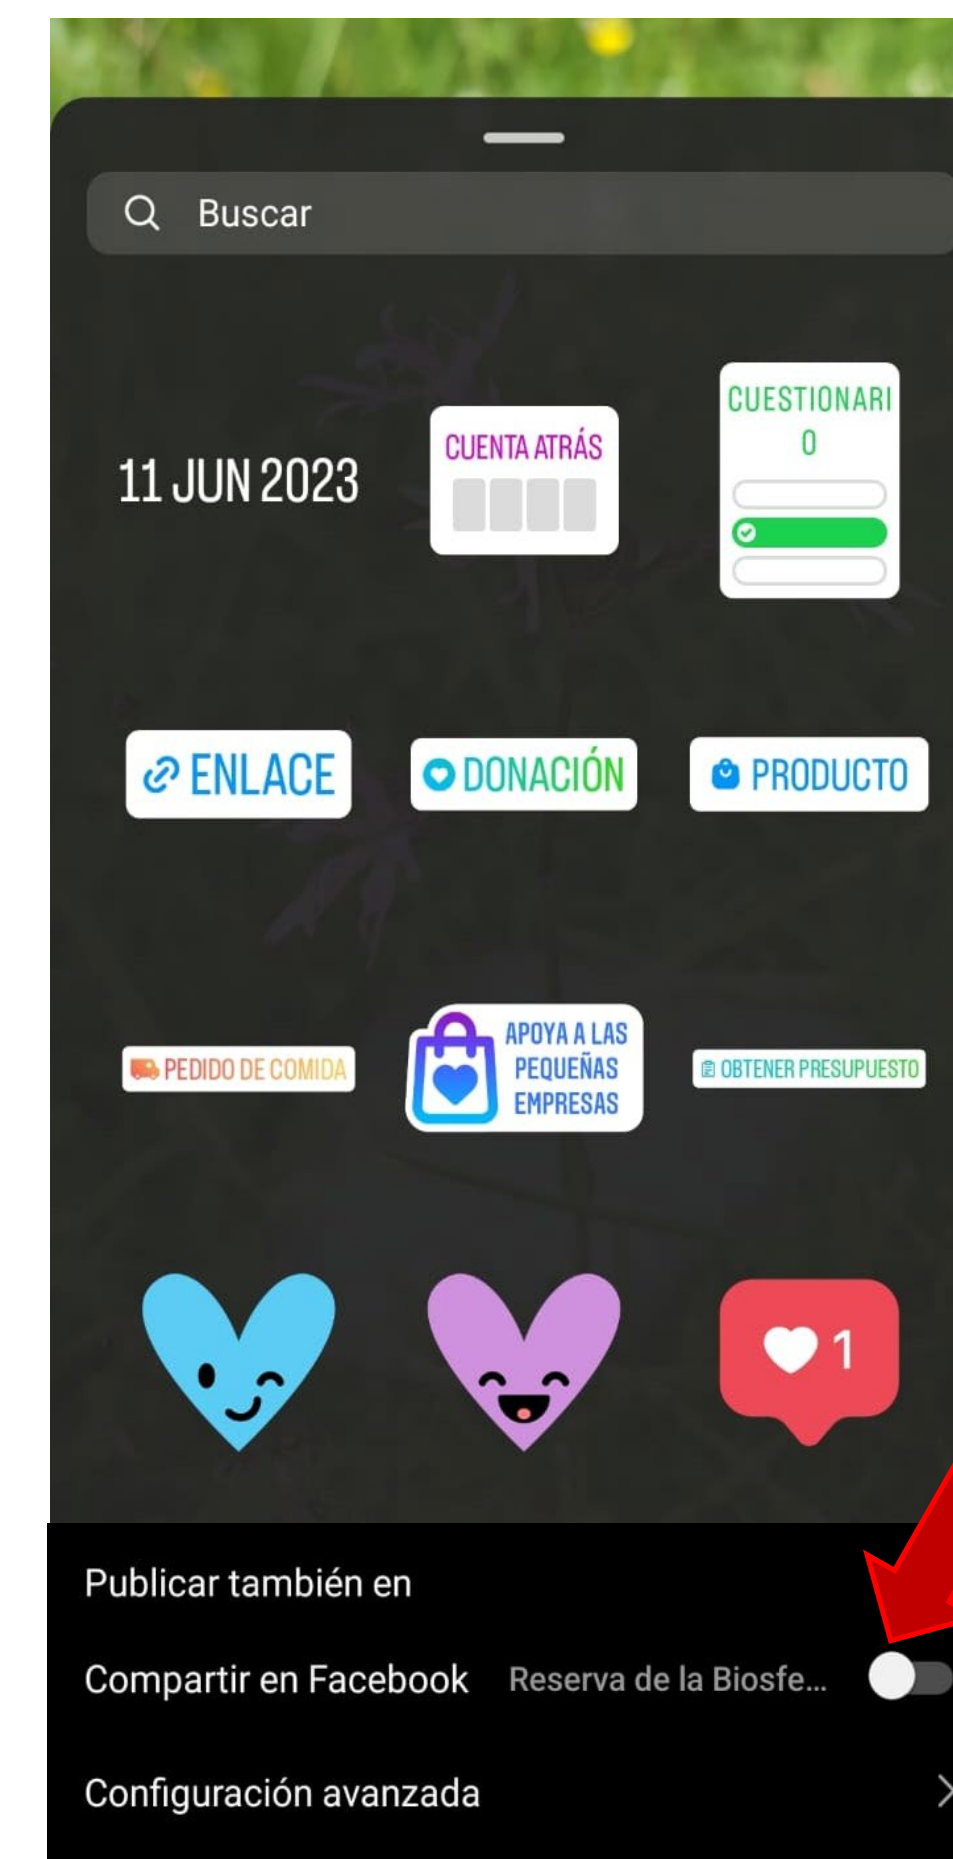 Buscar
11 JUN 2023
CUENTA ATRÁS
CUESTIONARI
O
ENLACE
DONACIÓN
PRODUCTO
PEDIDO DE COMIDA
APOYA A LAS
PEQUEÑAS
EMPRESAS
OBTENER PRESUPUESTO
1
Publicar también en
Compartir en Facebook Reserva de la Biosfe...
Configuración avanzada